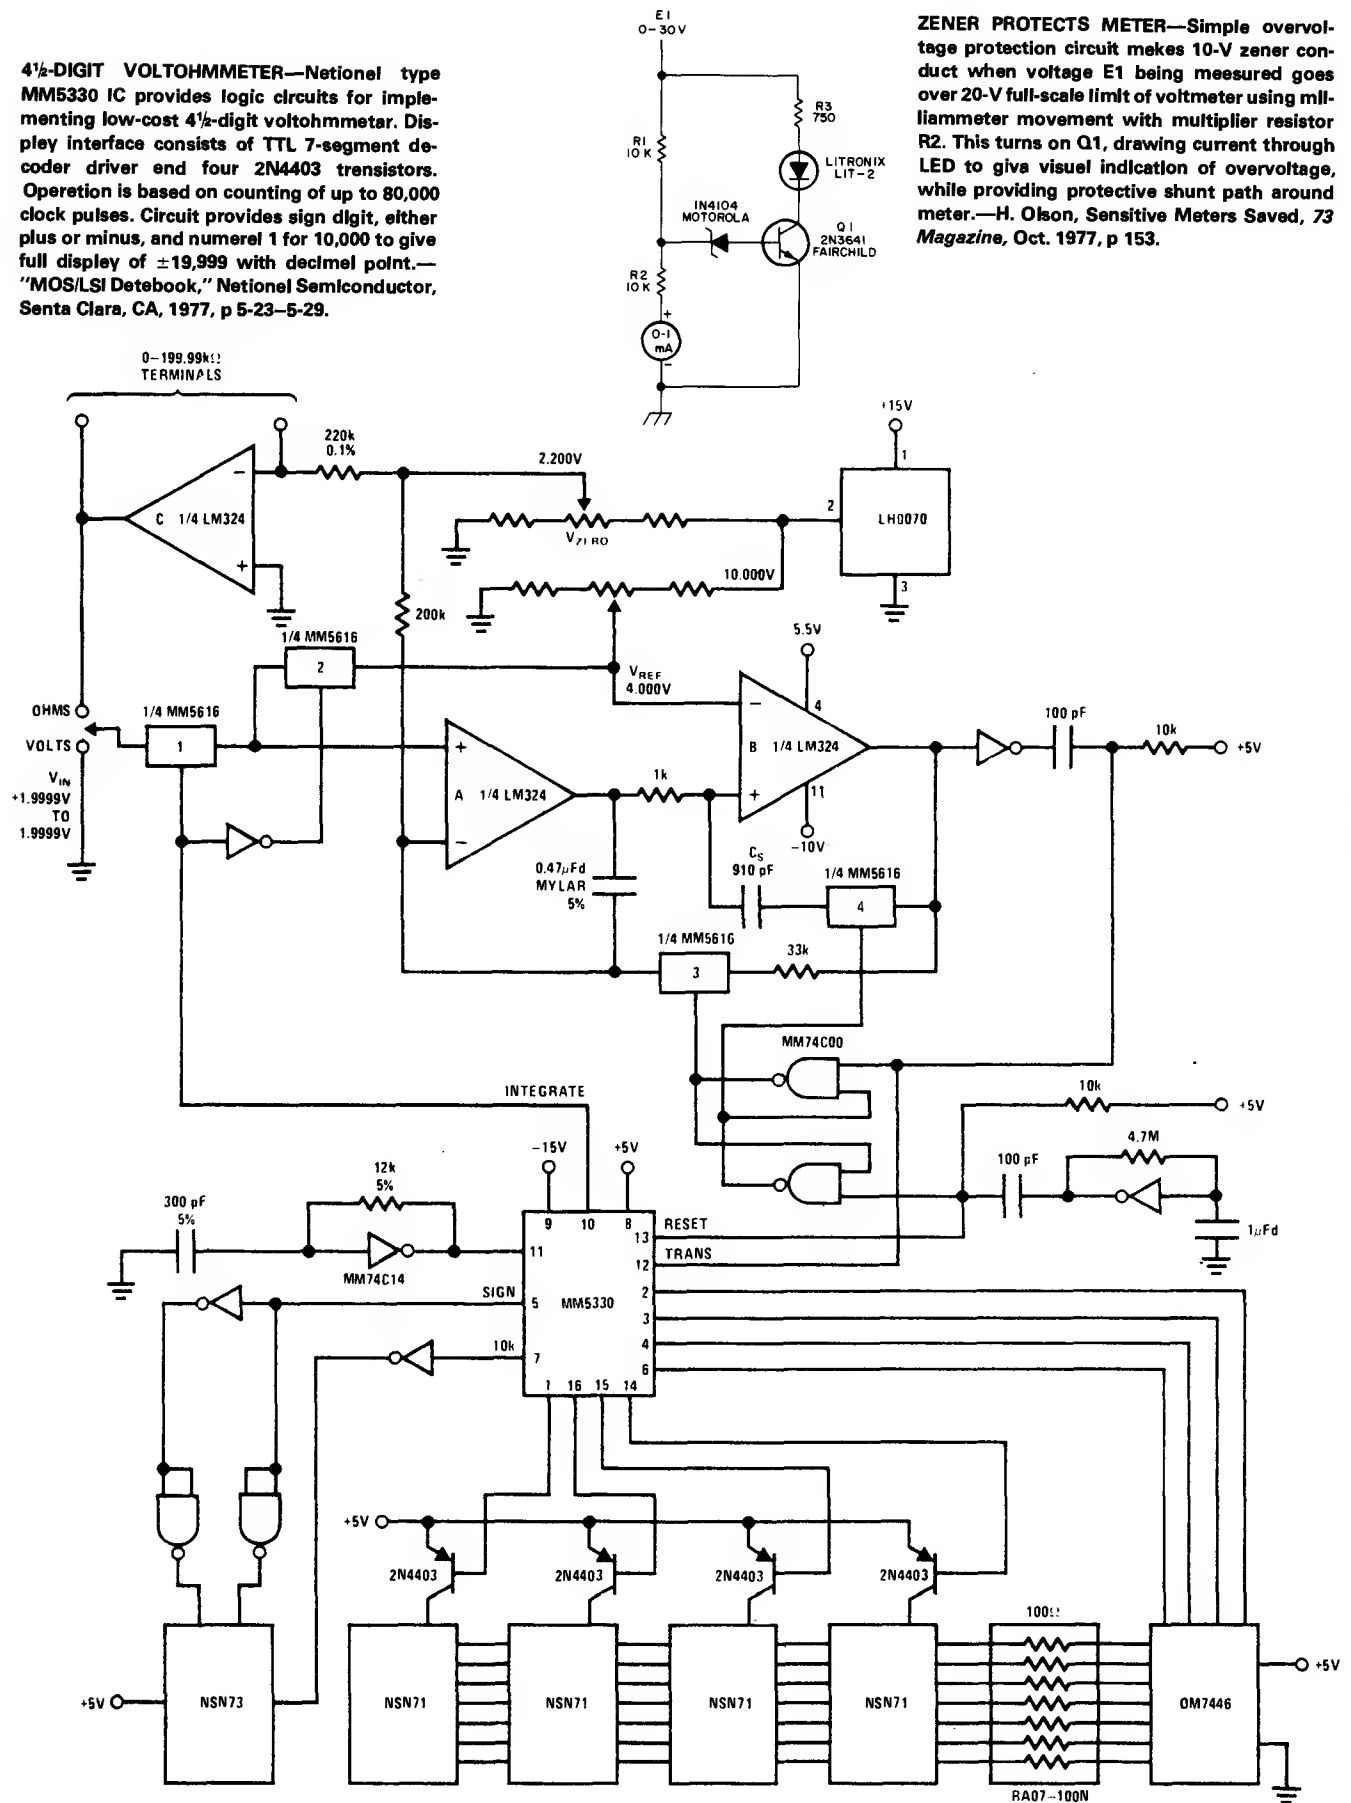 4½-DIGIT VOLTOHMMETER—Netionel type
MM5330 IC provides logic circuits for imple-
menting low-cost 4½-digit voltohmmetar. Dis-
pley interface consists of TTL 7-segment de-
coder driver end four 2N4403 trensistors.
Operetion is based on counting of up to 80,000
clock pulses. Circuit provides sign digit, either
plus or minus, and numerel 1 for 10,000 to give
full display of ±19,999 with decimel point.—
"MOS/LSI Detebook," Netionel Semiconductor,
Senta Clara, CA, 1977, p 5-23–5-29.
E1
0-30V
R1
10 K
R3
750
LITRONIX
LIT-2
1N4104
MOTOROLA
Q1
2N3641
FAIRCHILD
R2
10 K
+
0-1
mA
-
ZENER PROTECTS METER—Simple overvol-
tage protection circuit mekes 10-V zener con-
duct when voltage E1 being meesured goes
over 20-V full-scale limit of voltmeter using mil-
liammeter movement with multiplier resistor
R2. This turns on Q1, drawing current through
LED to giva visuel indication of overvoltage,
while providing protective shunt path around
meter.—H. Olson, Sensitive Meters Saved, 73
Magazine, Oct. 1977, p 153.
0–199.99kΩ
TERMINALS
220k
0.1%
2.200V
+15V
1
2
LH0070
3
C 1/4 LM324
−
+
VZERO
10.000V
200k
1/4 MM5616
2
VREF
4.000V
5.5V
4
OHMS
VOLTS
1/4 MM5616
1
VIN
+1.9999V
TO
1.9999V
+
A 1/4 LM324
−
1k
−
B 1/4 LM324
+
11
−10V
100 pF
10k
+5V
0.47µFd
MYLAR
5%
CS
910 pF
1/4 MM5616
4
1/4 MM5616
3
33k
MM74C00
INTEGRATE
10k
+5V
−15V
+5V
4.7M
100 pF
1µFd
300 pF
5%
12k
5%
MM74C14
9
10
8
RESET
13
TRANS
12
11
SIGN
5
MM5330
2
3
10k
7
4
6
1
16
15
14
+5V
2N4403
2N4403
2N4403
2N4403
100Ω
+5V
NSN73
NSN71
NSN71
NSN71
NSN71
RA07-100N
OM7446
+5V